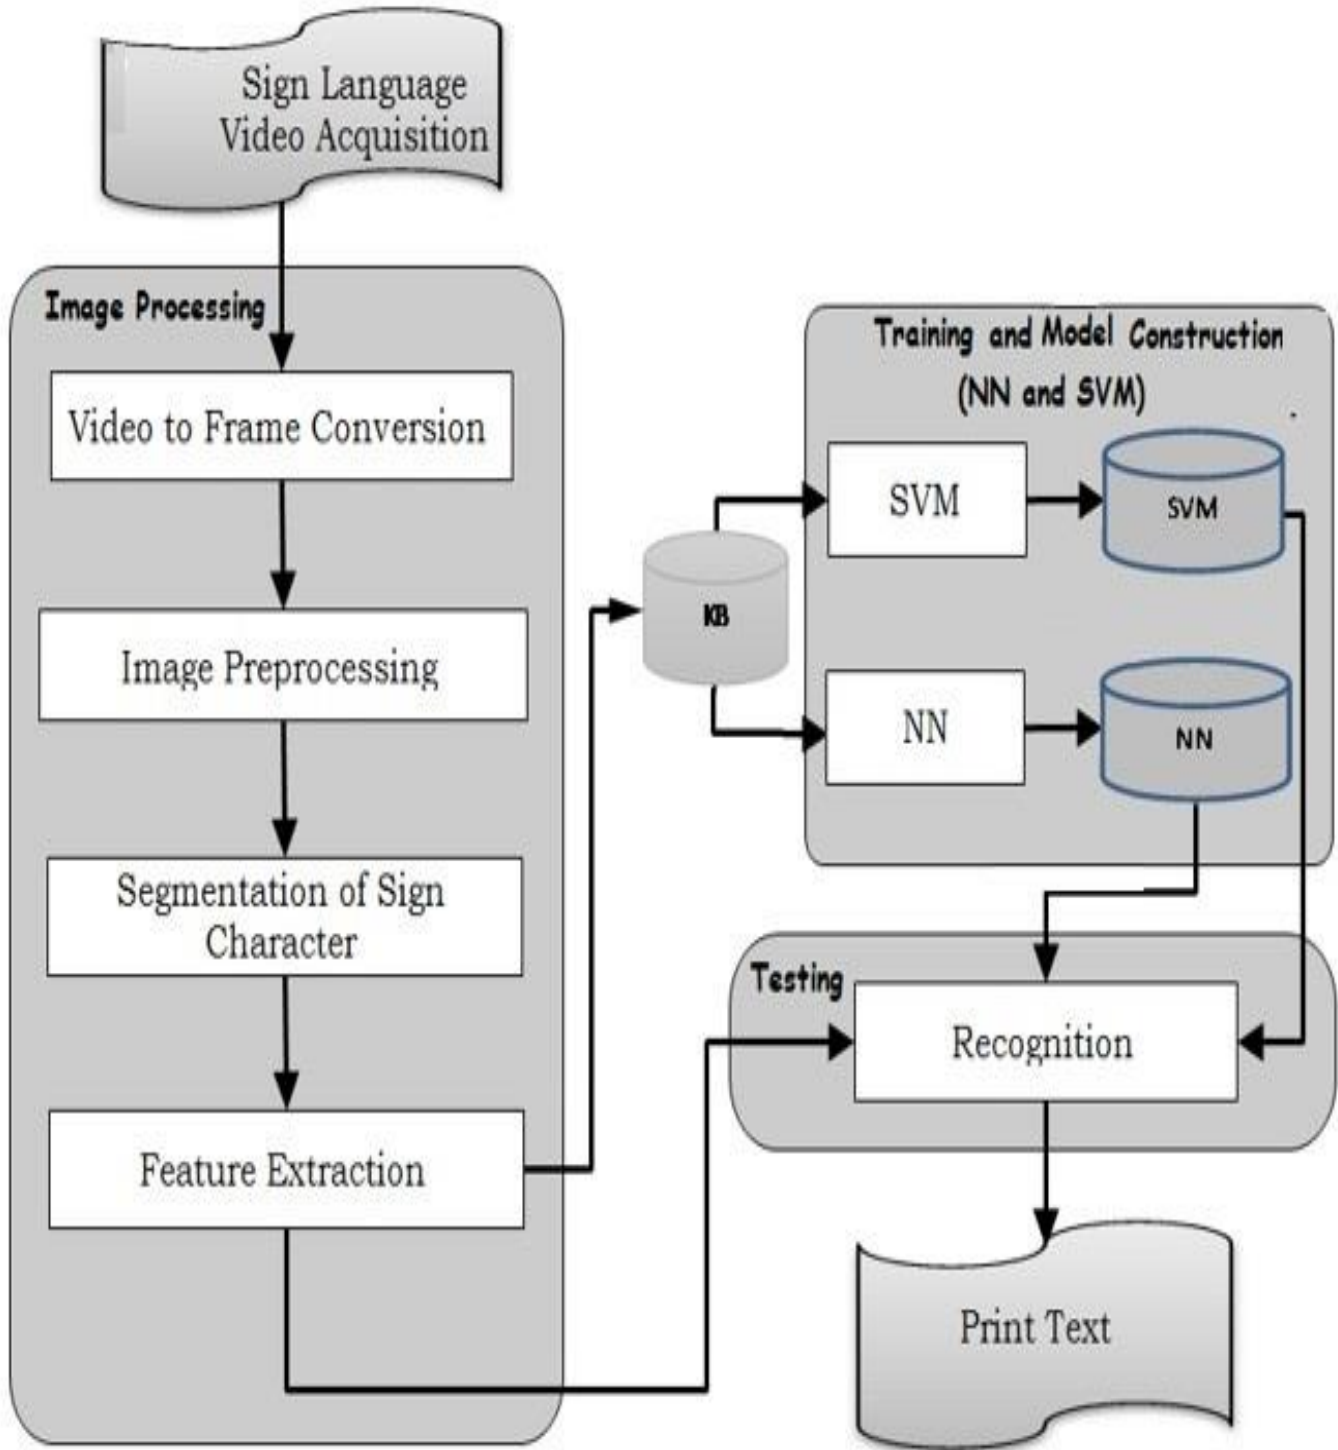 Sign Language
Video Acquisition
Image Processing
Video to Frame Conversion
Image Preprocessing
Segmentation of Sign
Character
Feature Extraction
KB
Training and Model Construction
(NN and SVM)
SVM
SVM
NN
NN
Testing
Recognition
Print Text